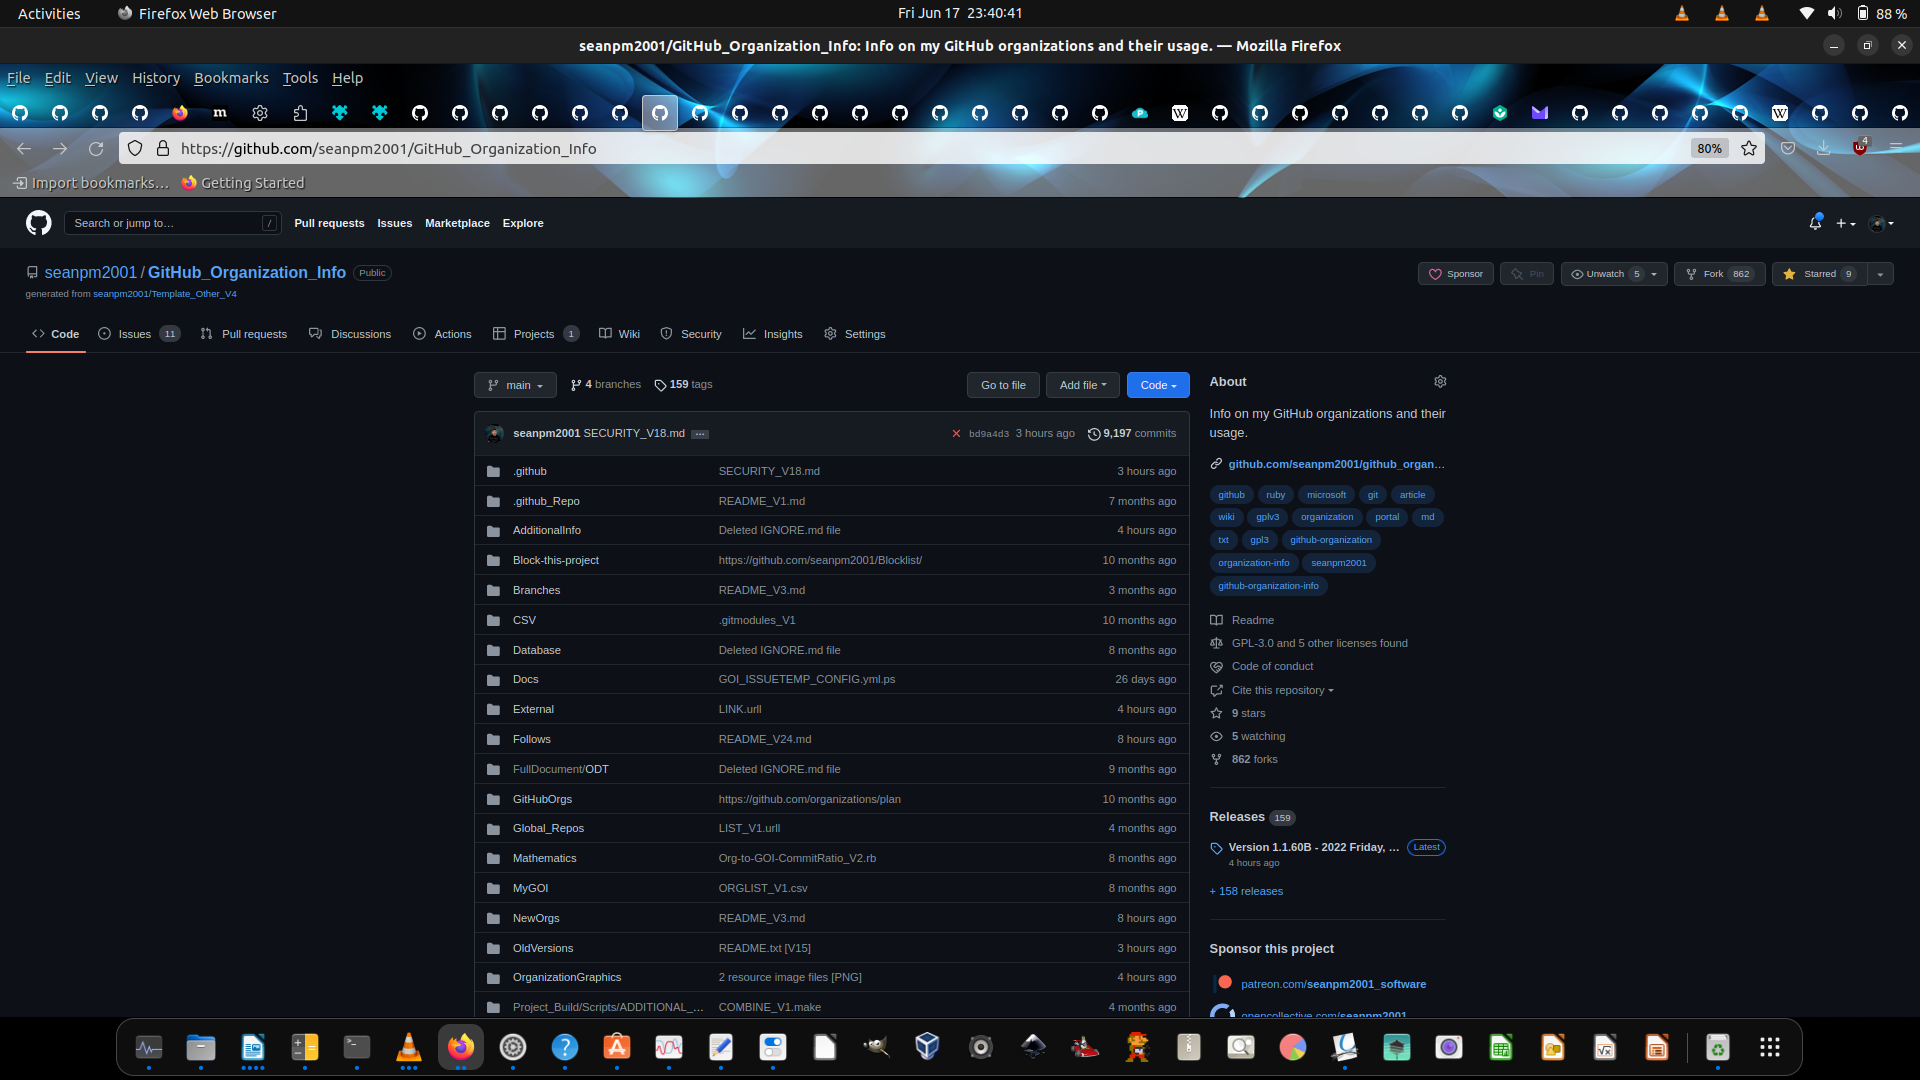 Activities
Firefox Web Browser
Fri Jun 17 23:40:41
88 %
seanpm2001/GitHub_Organization_Info: Info on my GitHub organizations and their usage. — Mozilla Firefox
File Edit View History Bookmarks Tools Help
https://github.com/seanpm2001/GitHub_Organization_Info
80%
4
Import bookmarks…
Getting Started
Search or jump to…
/
Pull requests Issues Marketplace Explore
seanpm2001 / GitHub_Organization_Info Public
Sponsor
Pin
Unwatch 5
Fork 862
Starred 9
generated from seanpm2001/Template_Other_V4
Code
Issues 11
Pull requests
Discussions
Actions
Projects 1
Wiki
Security
Insights
Settings
main
4 branches
159 tags
Go to file
Add file
Code
seanpm2001 SECURITY_V18.md ...
bd9a4d3 3 hours ago
9,197 commits
.github SECURITY_V18.md 3 hours ago
.github_Repo README_V1.md 7 months ago
AdditionalInfo Deleted IGNORE.md file 4 hours ago
Block-this-project https://github.com/seanpm2001/Blocklist/ 10 months ago
Branches README_V3.md 3 months ago
CSV .gitmodules_V1 10 months ago
Database Deleted IGNORE.md file 8 months ago
Docs GOI_ISSUETEMP_CONFIG.yml.ps 26 days ago
External LINK.urll 4 hours ago
Follows README_V24.md 8 hours ago
FullDocument/ODT Deleted IGNORE.md file 9 months ago
GitHubOrgs https://github.com/organizations/plan 10 months ago
Global_Repos LIST_V1.urll 4 months ago
Mathematics Org-to-GOI-CommitRatio_V2.rb 8 months ago
MyGOI ORGLIST_V1.csv 8 months ago
NewOrgs README_V3.md 8 hours ago
OldVersions README.txt [V15] 3 hours ago
OrganizationGraphics 2 resource image files [PNG] 4 hours ago
Project_Build/Scripts/ADDITIONAL_… COMBINE_V1.make 4 months ago
About
Info on my GitHub organizations and their
usage.
github.com/seanpm2001/github_organ…
github ruby microsoft git article
wiki gplv3 organization portal md
txt gpl3 github-organization
organization-info seanpm2001
github-organization-info
Readme
GPL-3.0 and 5 other licenses found
Code of conduct
Cite this repository
9 stars
5 watching
862 forks
Releases 159
Version 1.1.60B - 2022 Friday, … Latest
4 hours ago
+ 158 releases
Sponsor this project
patreon.com/seanpm2001_software
opencollective.com/seanpm2001